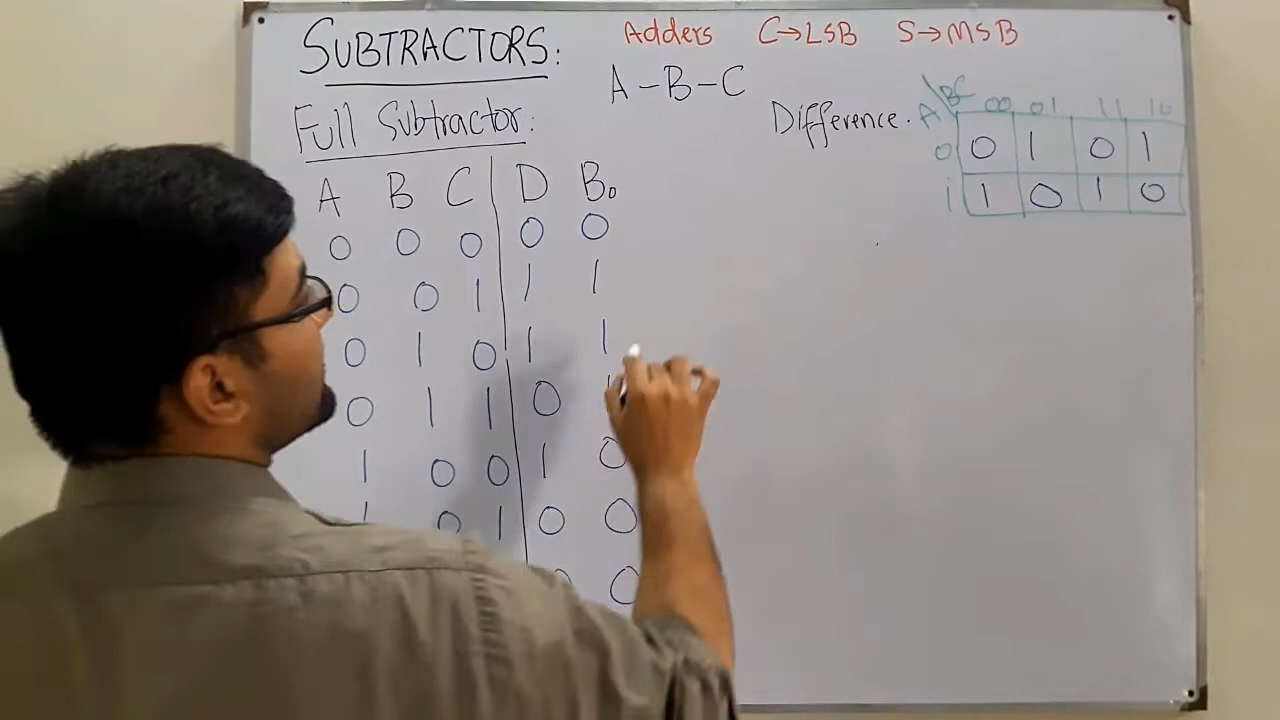 SUBTRACTORS: Adders C→LSB S→MSB
A-B-C
Full Subtractor: Difference.
A BC 00 01 11 10
0 0 1 0 1
1 1 0 1 0
A B C D B₀
0 0 0 0 0
0 0 1 1 1
0 1 0 1 1
0 1 1 0
1 0 0 1 0
1 0 1 0 0
0